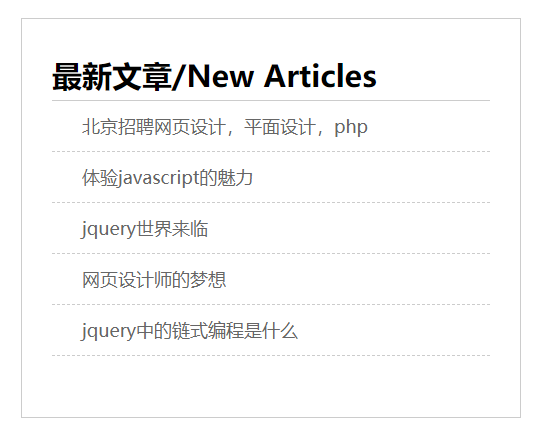 最新文章/New Articles
北京招聘网页设计，平面设计，php
体验javascript的魅力
jquery世界来临
网页设计师的梦想
jquery中的链式编程是什么